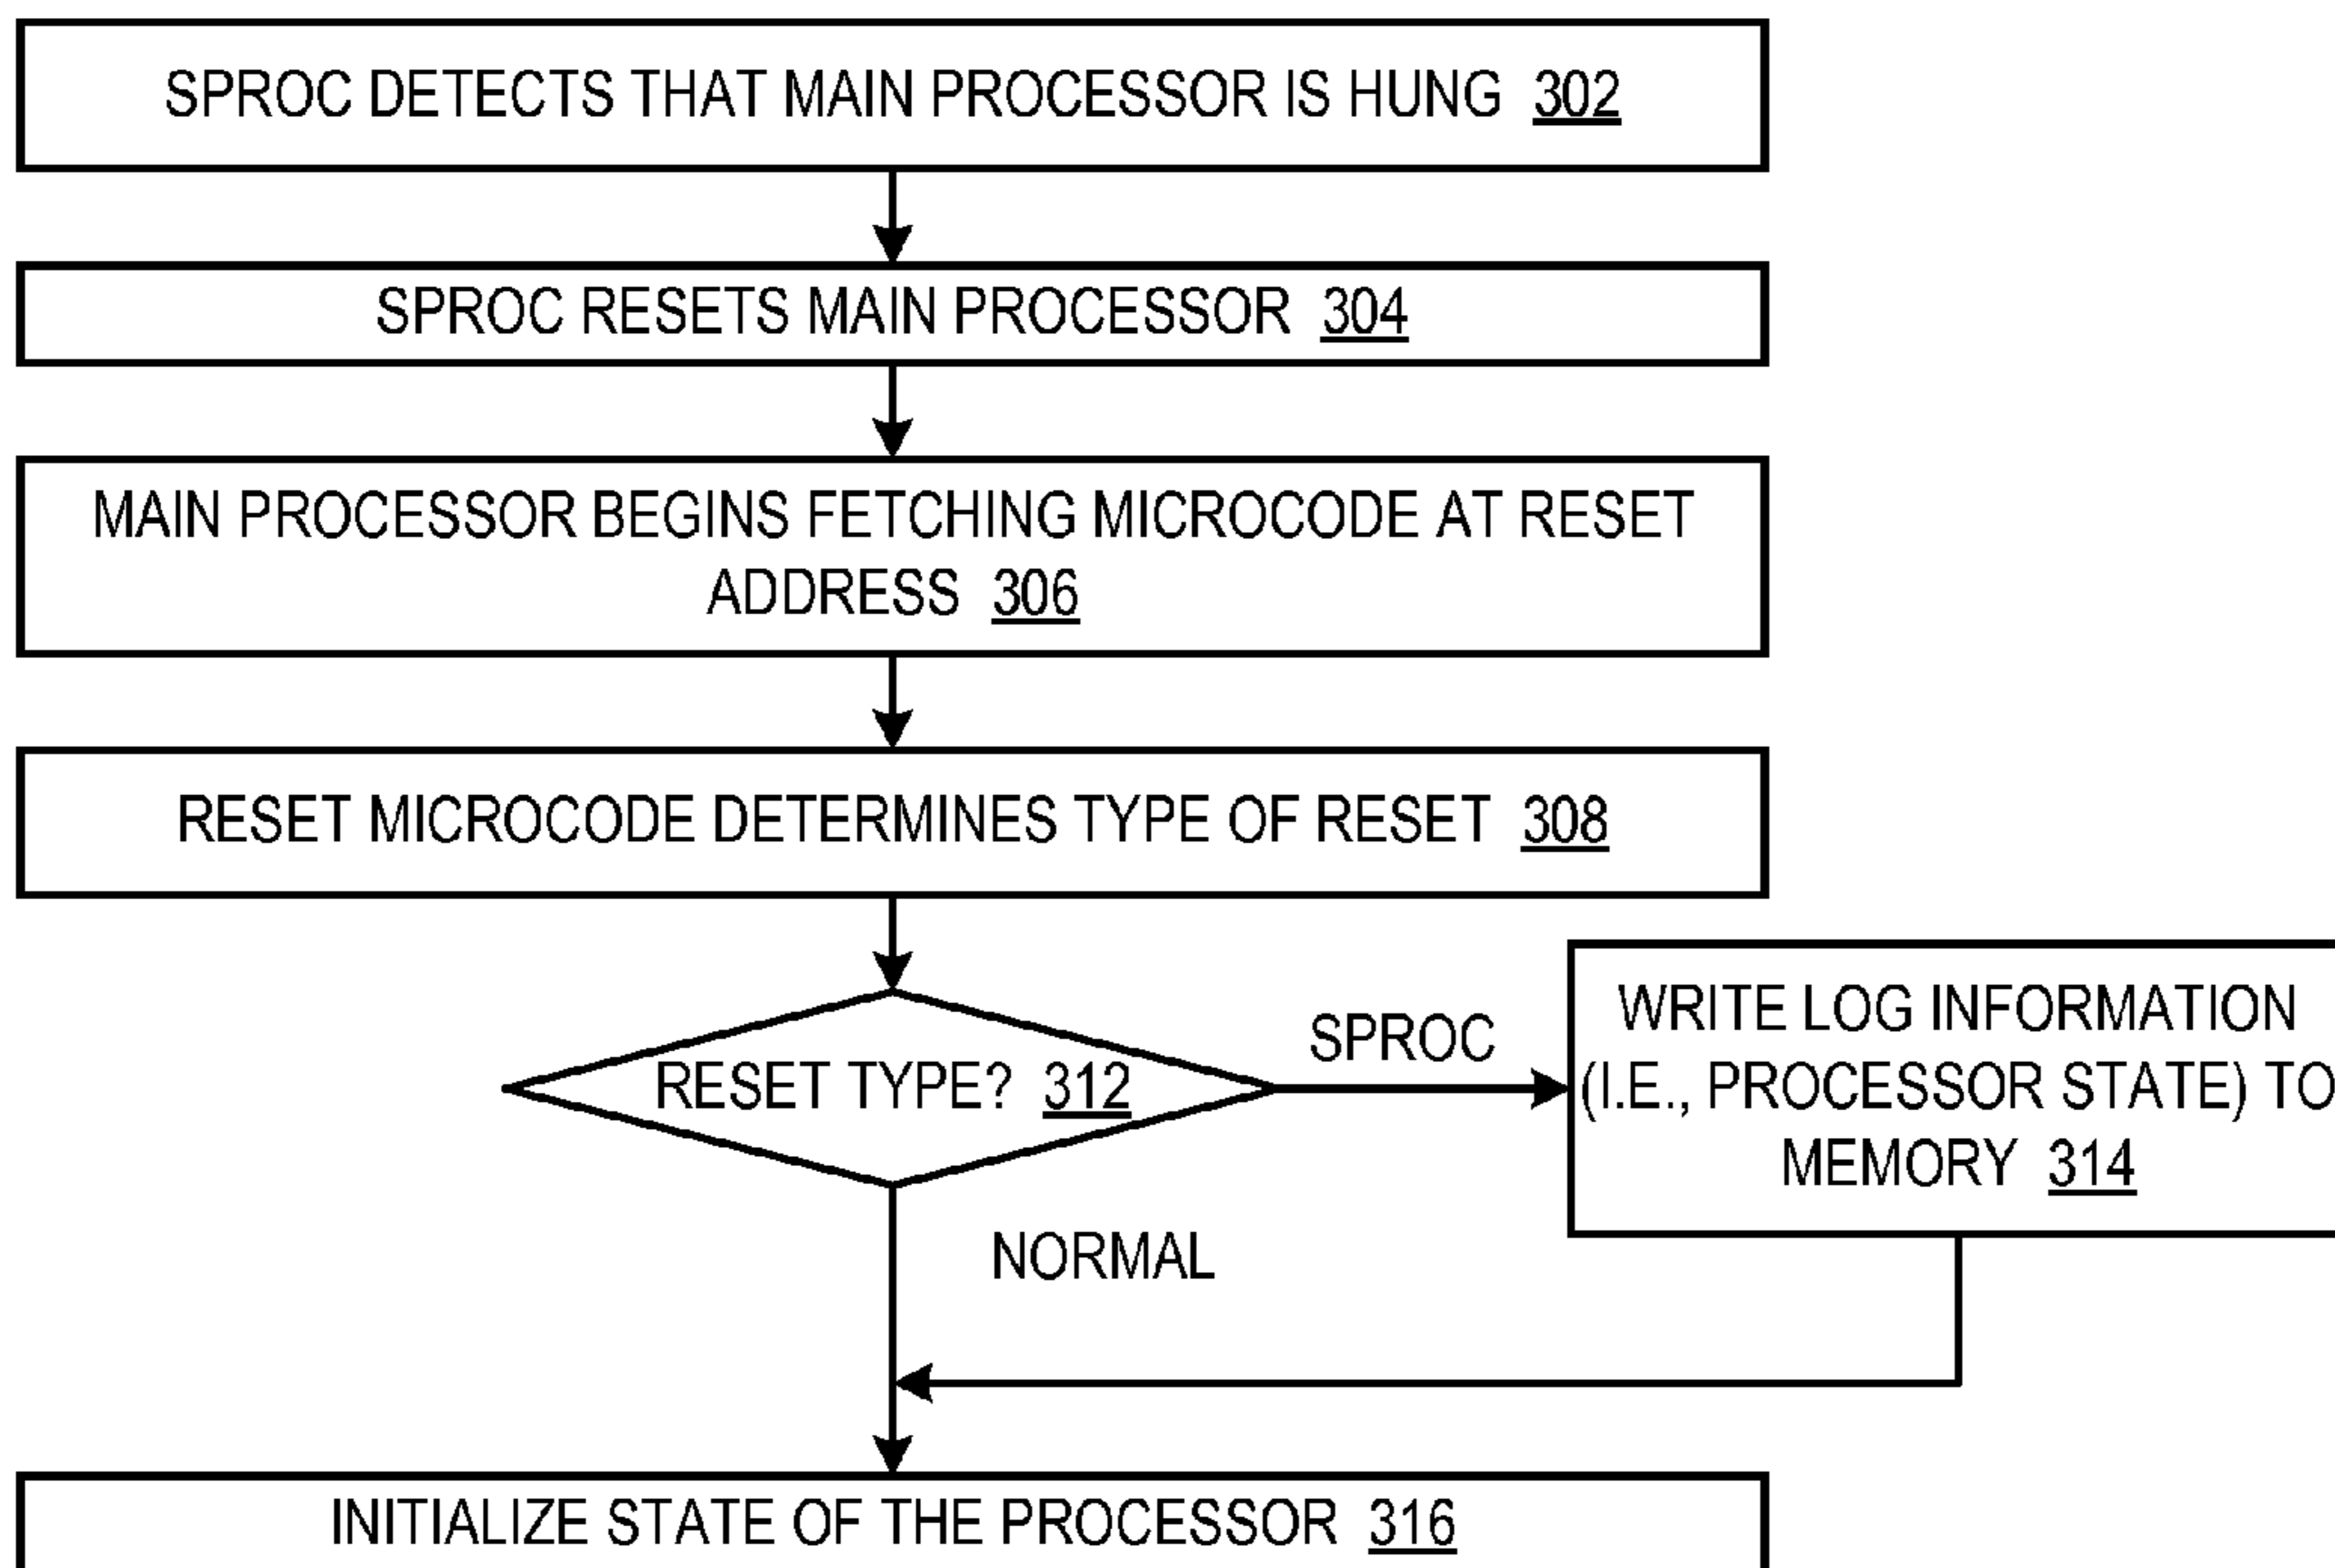 SPROC DETECTS THAT MAIN PROCESSOR IS HUNG 302
SPROC RESETS MAIN PROCESSOR 304
MAIN PROCESSOR BEGINS FETCHING MICROCODE AT RESET
ADDRESS 306
RESET MICROCODE DETERMINES TYPE OF RESET 308
RESET TYPE? 312
SPROC
WRITE LOG INFORMATION
(I.E., PROCESSOR STATE) TO
MEMORY 314
NORMAL
INITIALIZE STATE OF THE PROCESSOR 316